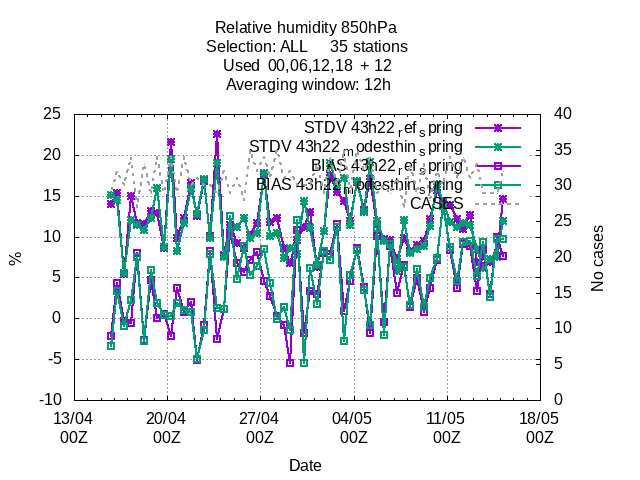 Relative humidity 850hPa
Selection: ALL 35 stations
Used 00,06,12,18 + 12
Averaging window: 12h
STDV 43h22_ref_spring
STDV 43h22_modesthin_spring
BIAS 43h22_ref_spring
BIAS 43h22_modesthin_spring
CASES
25
20
15
10
5
0
-5
-10
%
40
35
30
25
20
15
10
5
0
No cases
13/04 20/04 27/04 04/05 11/05 18/05
00Z 00Z 00Z 00Z 00Z 00Z
Date